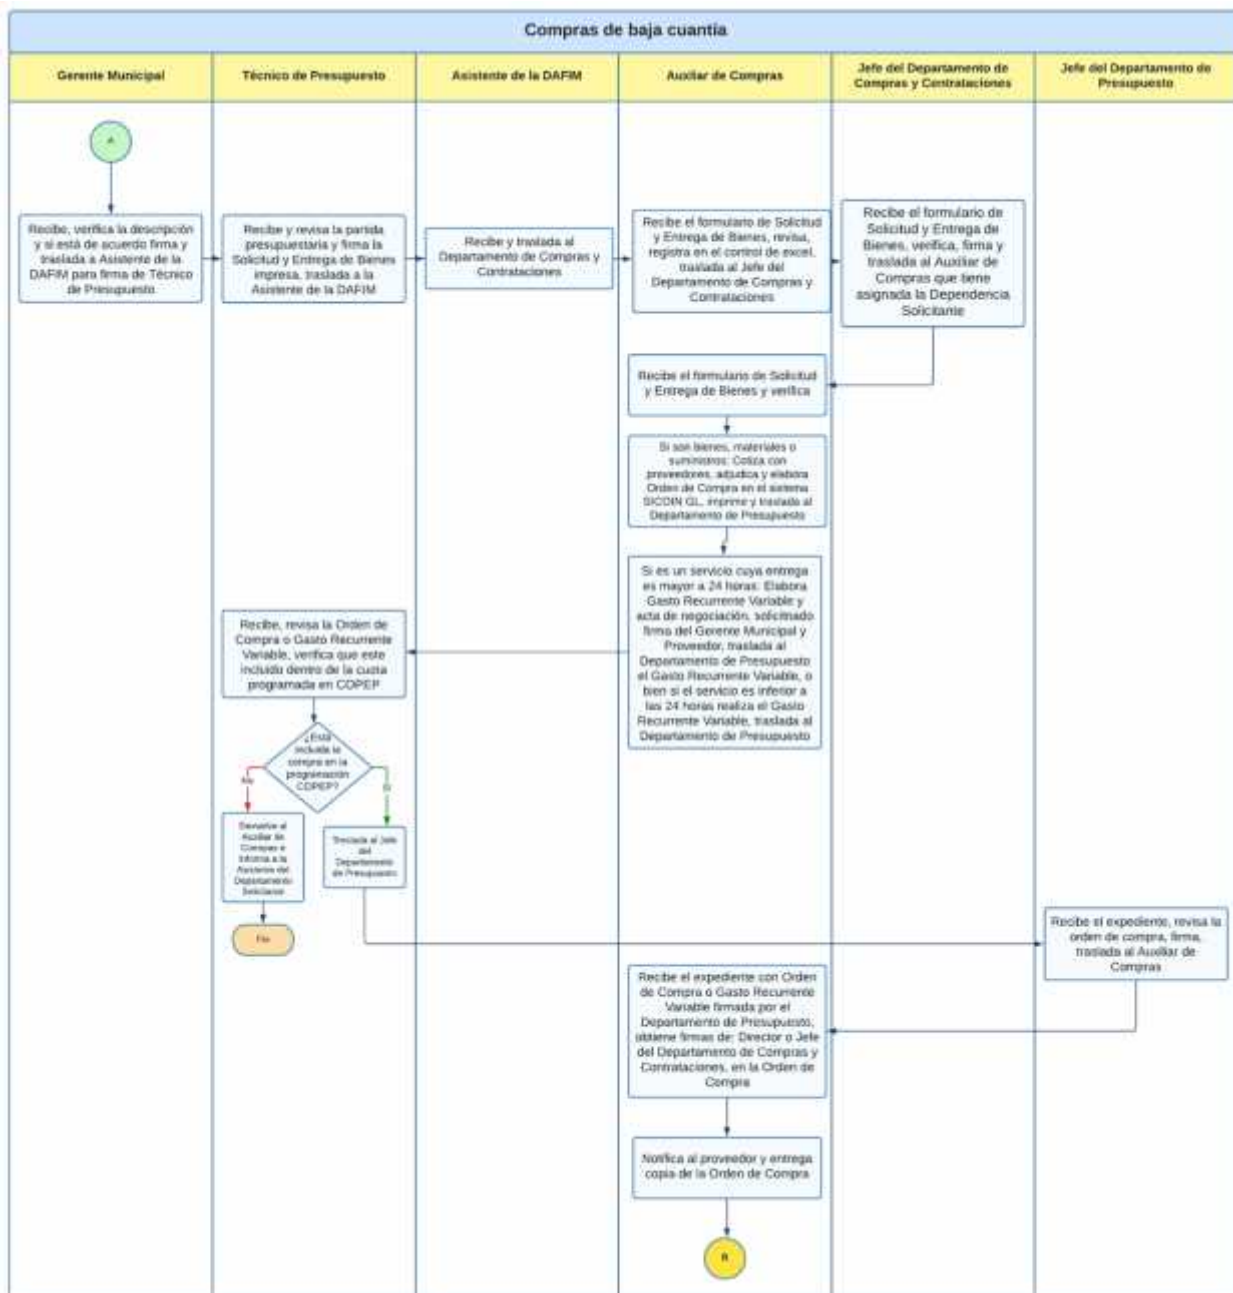 Compras de baja cuantía
Gerente Municipal
Técnico de Presupuesto
Asistente de la DAFIM
Auxiliar de Compras
Jefe del Departamento de
Compras y Contrataciones
Jefe del Departamento de
Presupuesto
A
Recibe, verifica la descripción
y si está de acuerdo firma y
traslada a Asistente de la
DAFIM para firma de Técnico
de Presupuesto
Recibe y revisa la partida
presupuestaria y firma la
Solicitud y Entrega de Bienes
impresa, traslada a la
Asistente de la DAFIM
Recibe y traslada al
Departamento de Compras y
Contrataciones
Recibe el formulario de Solicitud
y Entrega de Bienes, revisa,
registra en el control de excel,
traslada al Jefe del
Departamento de Compras y
Contrataciones
Recibe el formulario de
Solicitud y Entrega de
Bienes, verifica, firma y
traslada al Auxiliar de
Compras que tiene
asignada la Dependencia
Solicitante
Recibe el formulario de Solicitud
y Entrega de Bienes y verifica
Si son bienes, materiales o
suministros: Cotiza con
proveedores, adjudica y elabora
Orden de Compra en el sistema
SICOIN GL, imprime y traslada al
Departamento de Presupuesto
Si es un servicio cuya entrega
es mayor a 24 horas: Elabora
Gasto Recurrente Variable y
acta de negociación, solicitnado
firma del Gerente Municipal y
Proveedor, traslada al
Departamento de Presupuesto
el Gasto Recurrente Variable, o
bien si el servicio es inferior a
las 24 horas realiza el Gasto
Recurrente Variable, traslada al
Departamento de Presupuesto
Recibe, revisa la Orden de
Compra o Gasto Recurrente
Variable, verifica que este
incluido dentro de la cuota
programada en COPEP
¿Está
incluida la
compra en la
programación
COPEP?
No
Si
Devuelve al
Auxiliar de
Compras e
informa a la
Asistente del
Departamento
Solicitante
Traslada al Jefe
del
Departamento
de Presupuesto
Fin
Recibe el expediente, revisa la
orden de compra, firma,
traslada al Auxiliar de
Compras
Recibe el expediente con Orden
de Compra o Gasto Recurrente
Variable firmada por el
Departamento de Presupuesto,
obtiene firmas de: Director o Jefe
del Departamento de Compras y
Contrataciones, en la Orden de
Compra
Notifica al proveedor y entrega
copia de la Orden de Compra